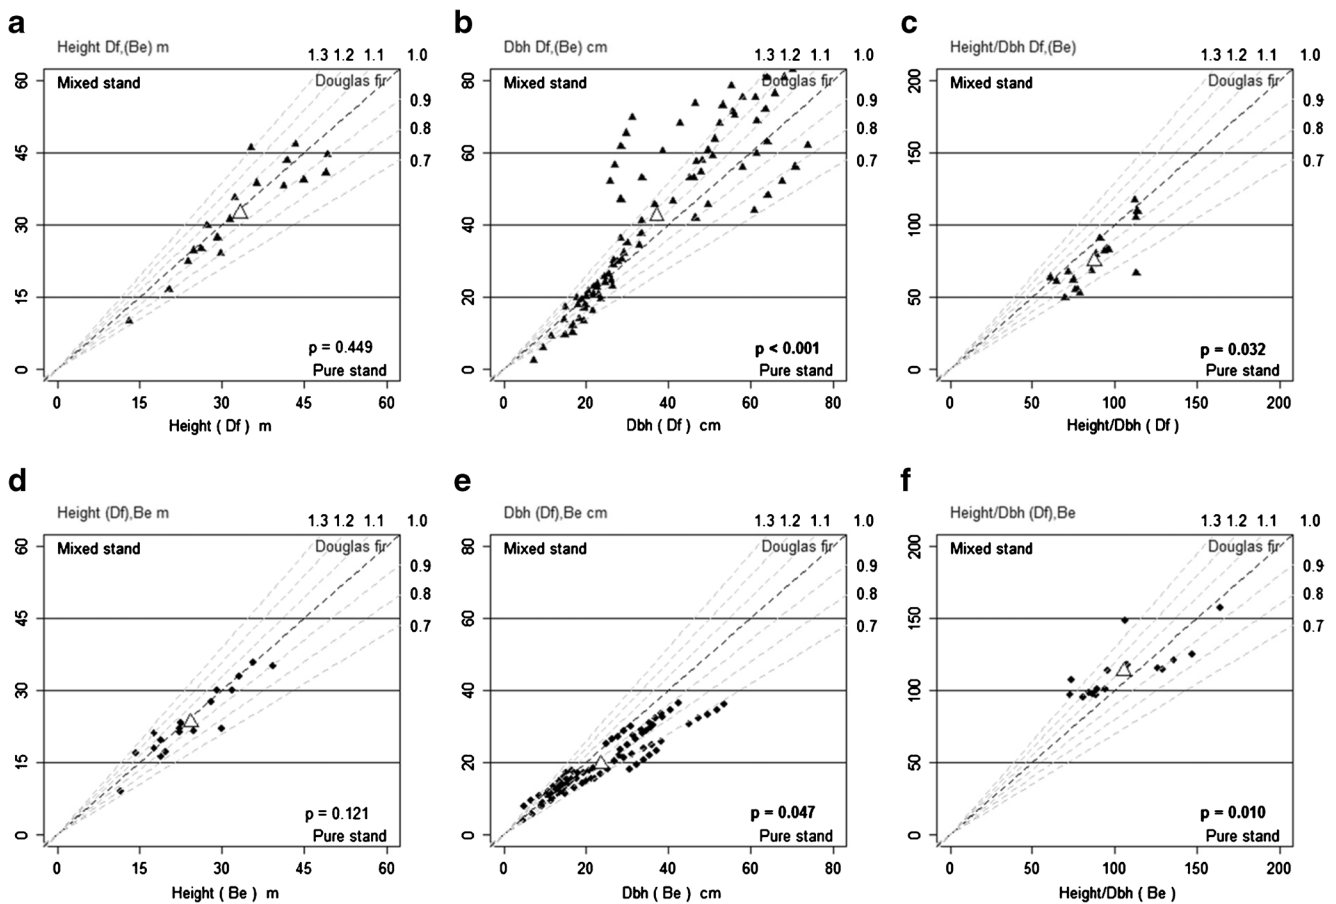 a
Height Df,(Be) m
1.3 1.2 1.1 1.0
Mixed stand
Douglas fir
60
45
30
15
0
0.9
0.8
0.7
p = 0.449
Pure stand
0 15 30 45 60
Height ( Df ) m
b
Dbh Df,(Be) cm
1.3 1.2 1.1 1.0
Mixed stand
Douglas fir
80
60
40
20
0
0.9
0.8
0.7
p < 0.001
Pure stand
0 20 40 60 80
Dbh ( Df ) cm
c
Height/Dbh Df,(Be)
1.3 1.2 1.1 1.0
Mixed stand
Douglas fir
200
150
100
50
0
0.9
0.8
0.7
p = 0.032
Pure stand
0 50 100 150 200
Height/Dbh ( Df )
d
Height (Df),Be m
1.3 1.2 1.1 1.0
Mixed stand
Douglas fir
60
45
30
15
0
0.9
0.8
0.7
p = 0.121
Pure stand
0 15 30 45 60
Height ( Be ) m
e
Dbh (Df),Be cm
1.3 1.2 1.1 1.0
Mixed stand
Douglas fir
80
60
40
20
0
0.9
0.8
0.7
p = 0.047
Pure stand
0 20 40 60 80
Dbh ( Be ) cm
f
Height/Dbh (Df),Be
1.3 1.2 1.1 1.0
Mixed stand
Douglas fir
200
150
100
50
0
0.9
0.8
0.7
p = 0.010
Pure stand
0 50 100 150 200
Height/Dbh ( Be )